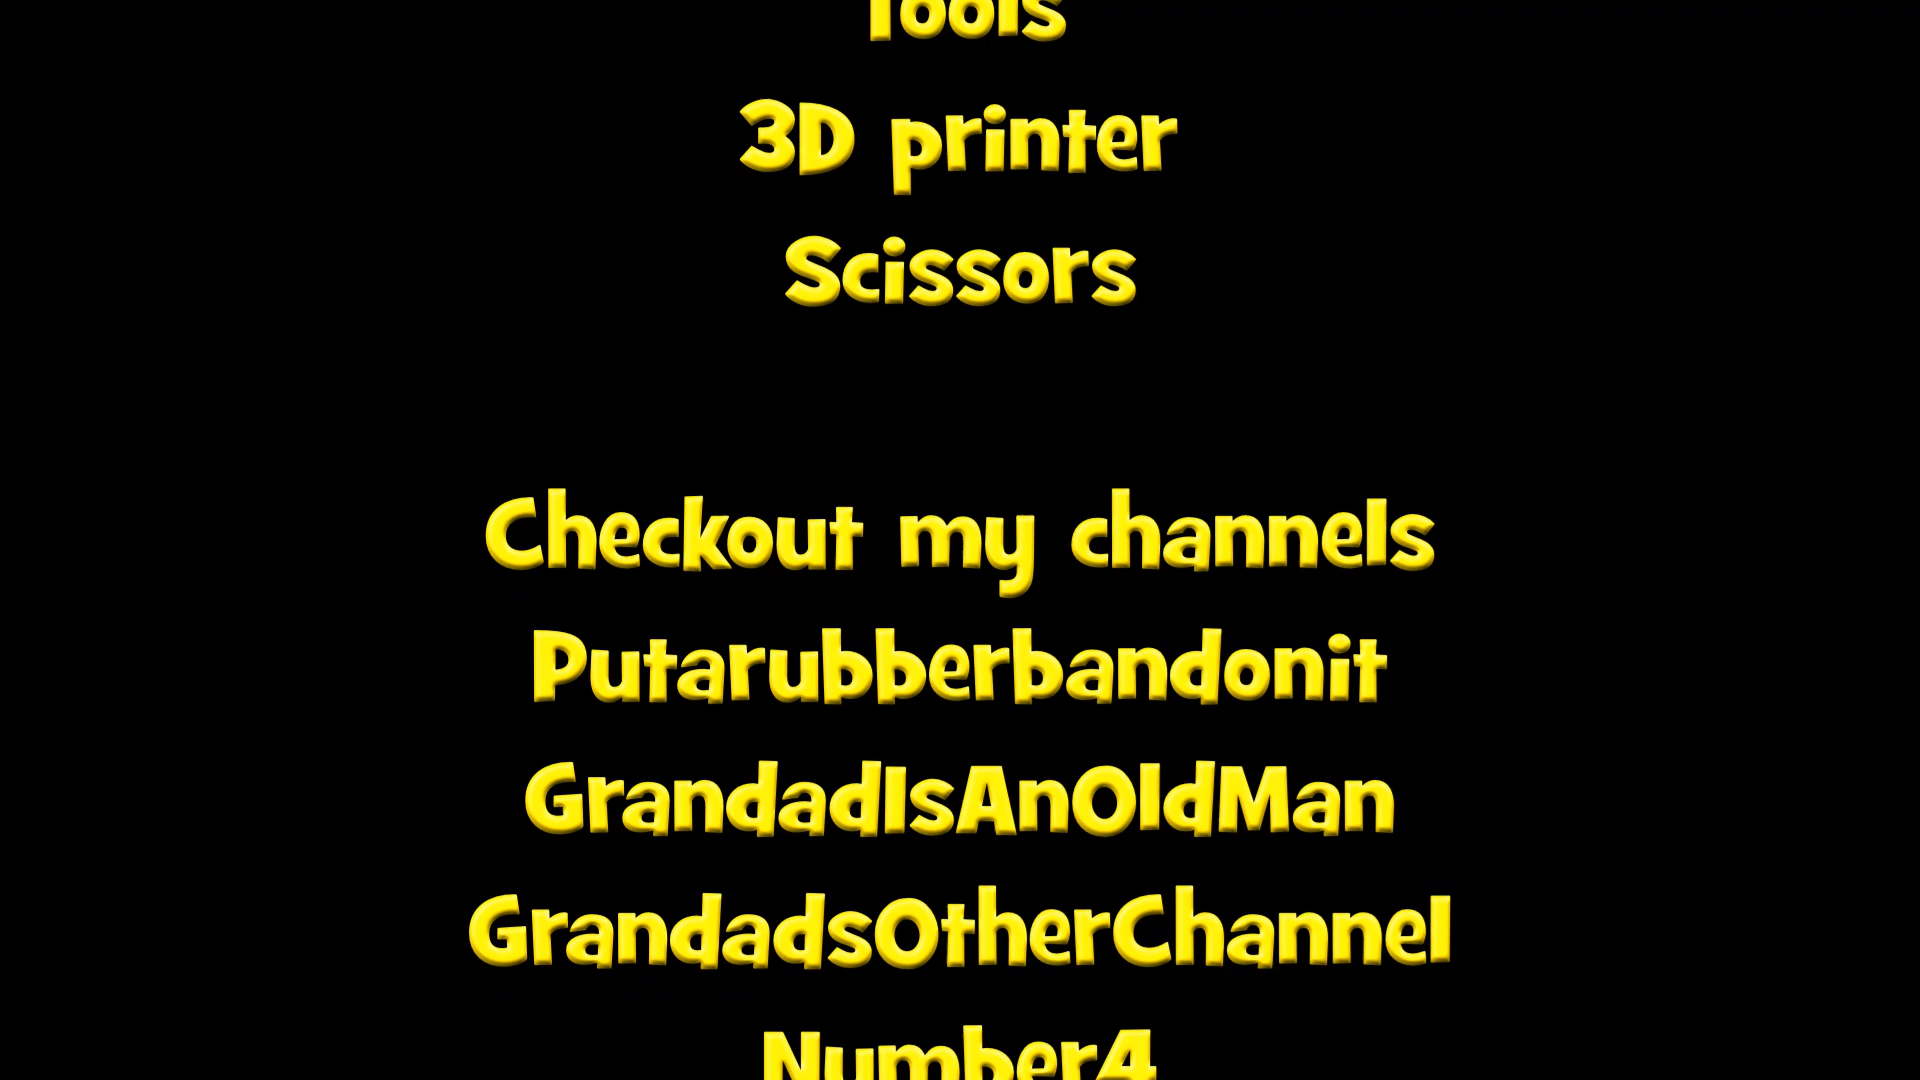 Tools
3D printer
Scissors
Checkout my channels
Putarubberbandonit
GrandadIsAnOldMan
GrandadsOtherChannel
Number4